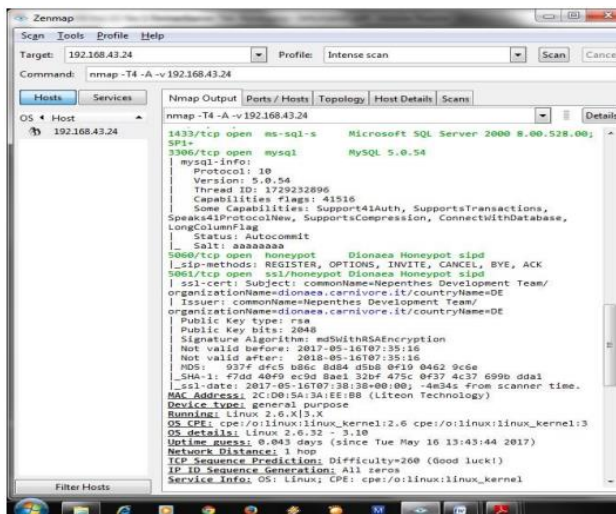 Zenmap
Scan Tools Profile Help
Target: 192.168.43.24 Profile: Intense scan Scan Cance
Command: nmap -T4 -A -v 192.168.43.24
Hosts Services Nmap Output Ports / Hosts Topology Host Details Scans
OS Host nmap -T4 -A -v 192.168.43.24 Details
192.168.43.24
1433/tcp open ms-sql-s Microsoft SQL Server 2000 8.00.528.00;
SP1+
3306/tcp open mysql MySQL 5.0.54
| mysql-info:
| Protocol: 10
| Version: 5.0.54
| Thread ID: 1729232896
| Capabilities flags: 41516
| Some Capabilities: Support41Auth, SupportsTransactions,
Speaks41ProtocolNew, SupportsCompression, ConnectWithDatabase,
LongColumnFlag
| Status: Autocommit
|_ Salt: aaaaaaaa
5060/tcp open honeypot Dionaea Honeypot sipd
|_sip-methods: REGISTER, OPTIONS, INVITE, CANCEL, BYE, ACK
5061/tcp open ssl/honeypot Dionaea Honeypot sipd
| ssl-cert: Subject: commonName=Nepenthes Development Team/
organizationName=dionaea.carnivore.it/countryName=DE
| Issuer: commonName=Nepenthes Development Team/
organizationName=dionaea.carnivore.it/countryName=DE
| Public Key type: rsa
| Public Key bits: 2048
| Signature Algorithm: md5WithRSAEncryption
| Not valid before: 2017-05-16T07:35:16
| Not valid after: 2018-05-16T07:35:16
| MD5: 937f dfc5 b86c 8d84 d5b8 0f19 0462 9c6e
|_SHA-1: f7dd 40f9 ec9d 8ae1 32bf 475c 0f37 4c37 699b dda1
|_ssl-date: 2017-05-16T07:38:38+00:00; -4m34s from scanner time.
MAC Address: 2C:D0:5A:3A:EE:B8 (Liteon Technology)
Device type: general purpose
Running: Linux 2.6.X|3.X
OS CPE: cpe:/o:linux:linux_kernel:2.6 cpe:/o:linux:linux_kernel:3
OS details: Linux 2.6.32 - 3.10
Uptime guess: 0.043 days (since Tue May 16 13:43:44 2017)
Network Distance: 1 hop
TCP Sequence Prediction: Difficulty=260 (Good luck!)
IP ID Sequence Generation: All zeros
Service Info: OS: Linux; CPE: cpe:/o:linux:linux_kernel
Filter Hosts